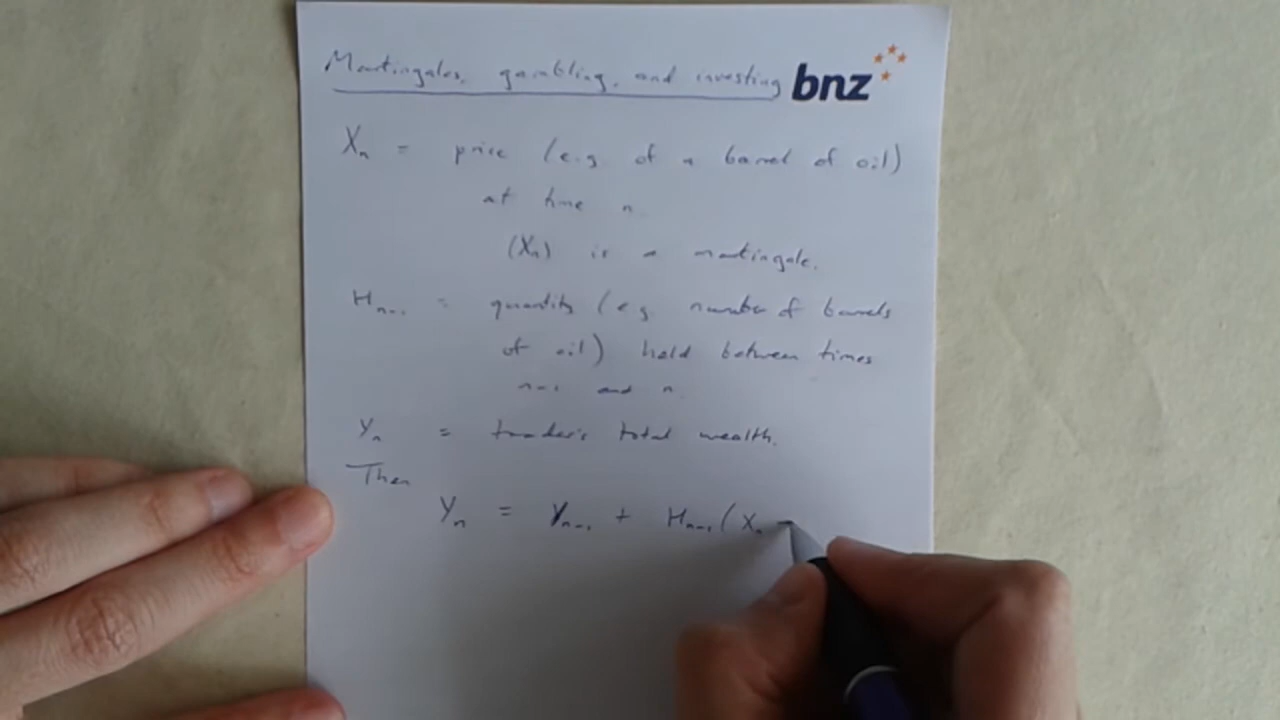 Martingales, gambling, and investing bnz
Xₙ = price (e.g. of a barrel of oil)
at time n.
(Xₙ) is a martingale.
Hₙ₋₁ = quantity (e.g. number of barrels
of oil) held between times
n-1 and n.
Yₙ = trader's total wealth.
Then
Yₙ = Yₙ₋₁ + Hₙ₋₁(Xₙ -